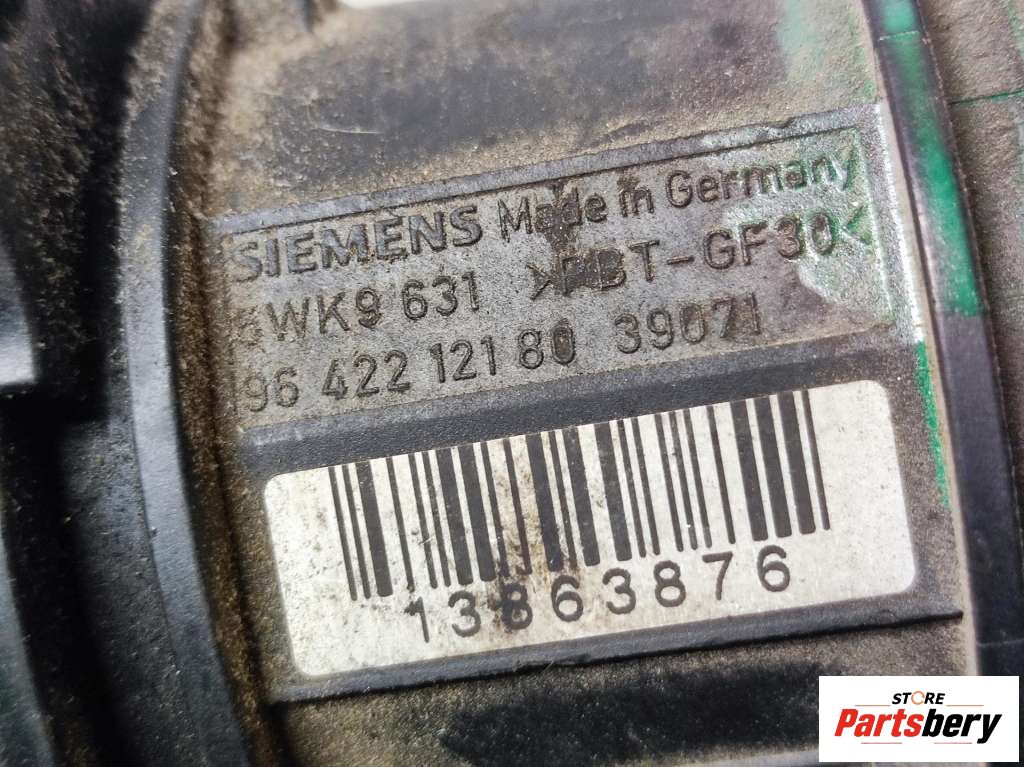 SIEMENS Made in Germany
5WK9 631 >PBT-GF30<
96 422 121 80 39071
13863876
STORE
Partsbery